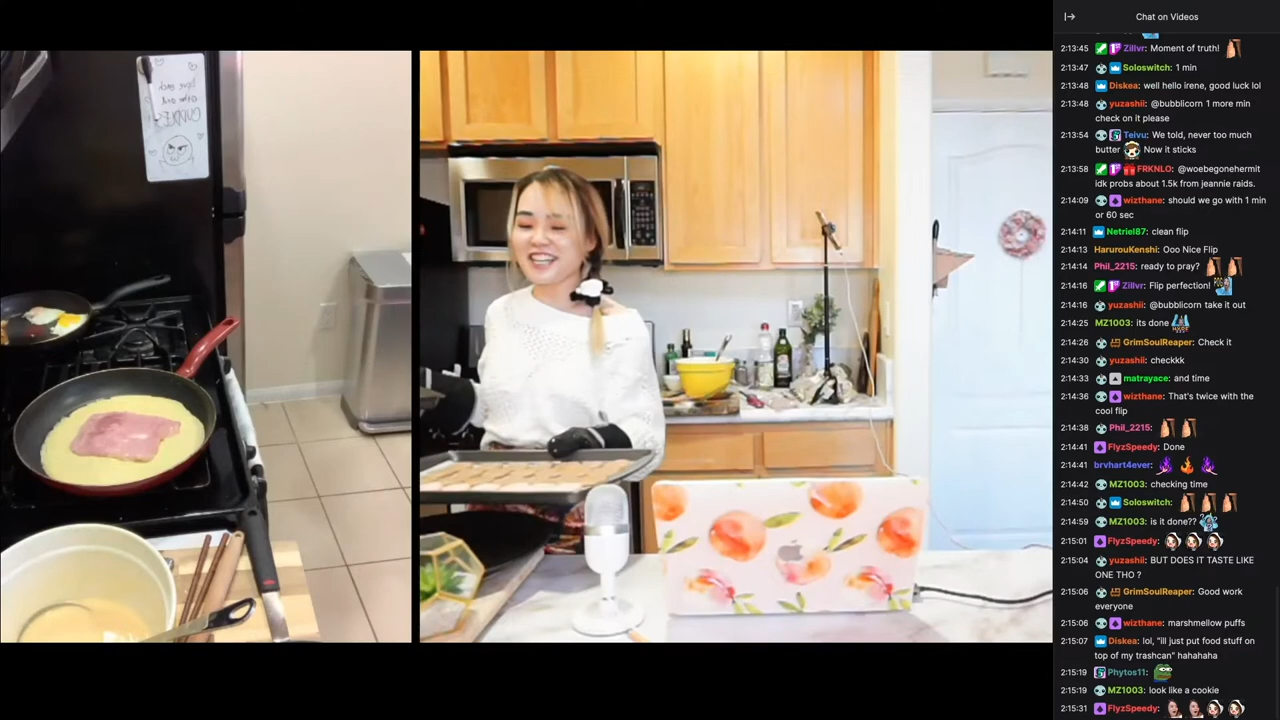 Chat on Videos
2:13:45 Zillvr: Moment of truth!
2:13:47 Soloswitch: 1 min
2:13:48 Diskea: well hello irene, good luck lol
2:13:48 yuzashii: @bubblicorn 1 more min
check on it please
2:13:54 Teivu: We told, never too much
butter Now it sticks
2:13:58 FRKNLO: @woebegonehermit
idk probs about 1.5k from jeannie raids.
2:14:09 wizthane: should we go with 1 min
or 60 sec
2:14:11 Netriel87: clean flip
2:14:13 HarurouKenshi: Ooo Nice Flip
2:14:14 Phil_2215: ready to pray?
2:14:16 Zillvr: Flip perfection!
2:14:16 yuzashii: @bubblicorn take it out
2:14:25 MZ1003: its done
2:14:26 GrimSoulReaper: Check it
2:14:30 yuzashii: checkkk
2:14:33 matrayace: and time
2:14:36 wizthane: That's twice with the
cool flip
2:14:38 Phil_2215:
2:14:41 FlyzSpeedy: Done
2:14:41 brvhart4ever:
2:14:42 MZ1003: checking time
2:14:50 Soloswitch:
2:14:59 MZ1003: is it done??
2:15:01 FlyzSpeedy:
2:15:04 yuzashii: BUT DOES IT TASTE LIKE
ONE THO ?
2:15:06 GrimSoulReaper: Good work
everyone
2:15:06 wizthane: marshmellow puffs
2:15:07 Diskea: lol, "ill just put food stuff on
top of my trashcan" hahahaha
2:15:19 Phytos11:
2:15:19 MZ1003: look like a cookie
2:15:31 FlyzSpeedy: